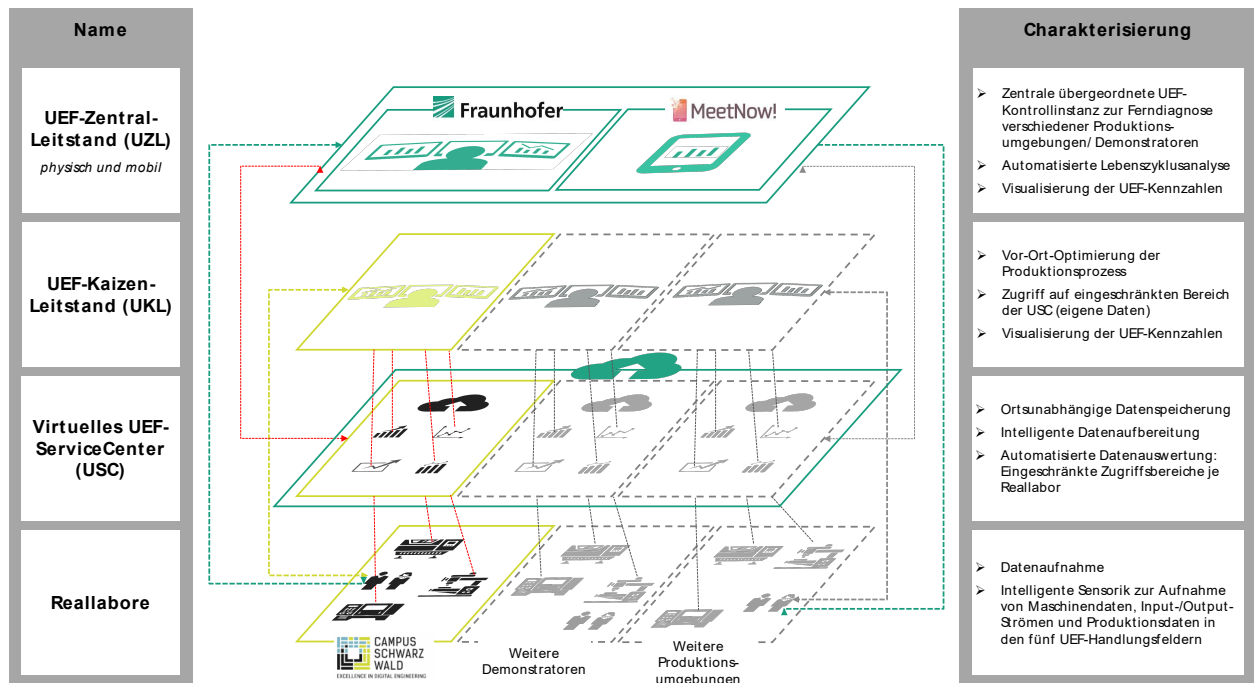 Name
UEF-Zentral-
Leitstand (UZL)
physisch und mobil
UEF-Kaizen-
Leitstand (UKL)
Virtuelles UEF-
ServiceCenter
(USC)
Reallabore
Fraunhofer
MeetNow!
CAMPUS
SCHWARZ
WALD
EXCELLENCE IN DIGITAL ENGINEERING
Weitere
Demonstratoren
Weitere
Produktions-
umgebungen
Charakterisierung
➢ Zentrale übergeordnete UEF-
Kontrollinstanz zur Ferndiagnose
verschiedener Produktions-
umgebungen/ Demonstratoren
➢ Automatisierte Lebenszyklusanalyse
➢ Visualisierung der UEF-Kennzahlen
➢ Vor-Ort-Optimierung der
Produktionsprozess
➢ Zugriff auf eingeschränkten Bereich
der USC (eigene Daten)
➢ Visualisierung der UEF-Kennzahlen
➢ Ortsunabhängige Datenspeicherung
➢ Intelligente Datenaufbereitung
➢ Automatisierte Datenauswertung:
Eingeschränkte Zugriffsbereiche je
Reallabor
➢ Datenaufnahme
➢ Intelligente Sensorik zur Aufnahme
von Maschinendaten, Input-/Output-
Strömen und Produktionsdaten in
den fünf UEF-Handlungsfeldern